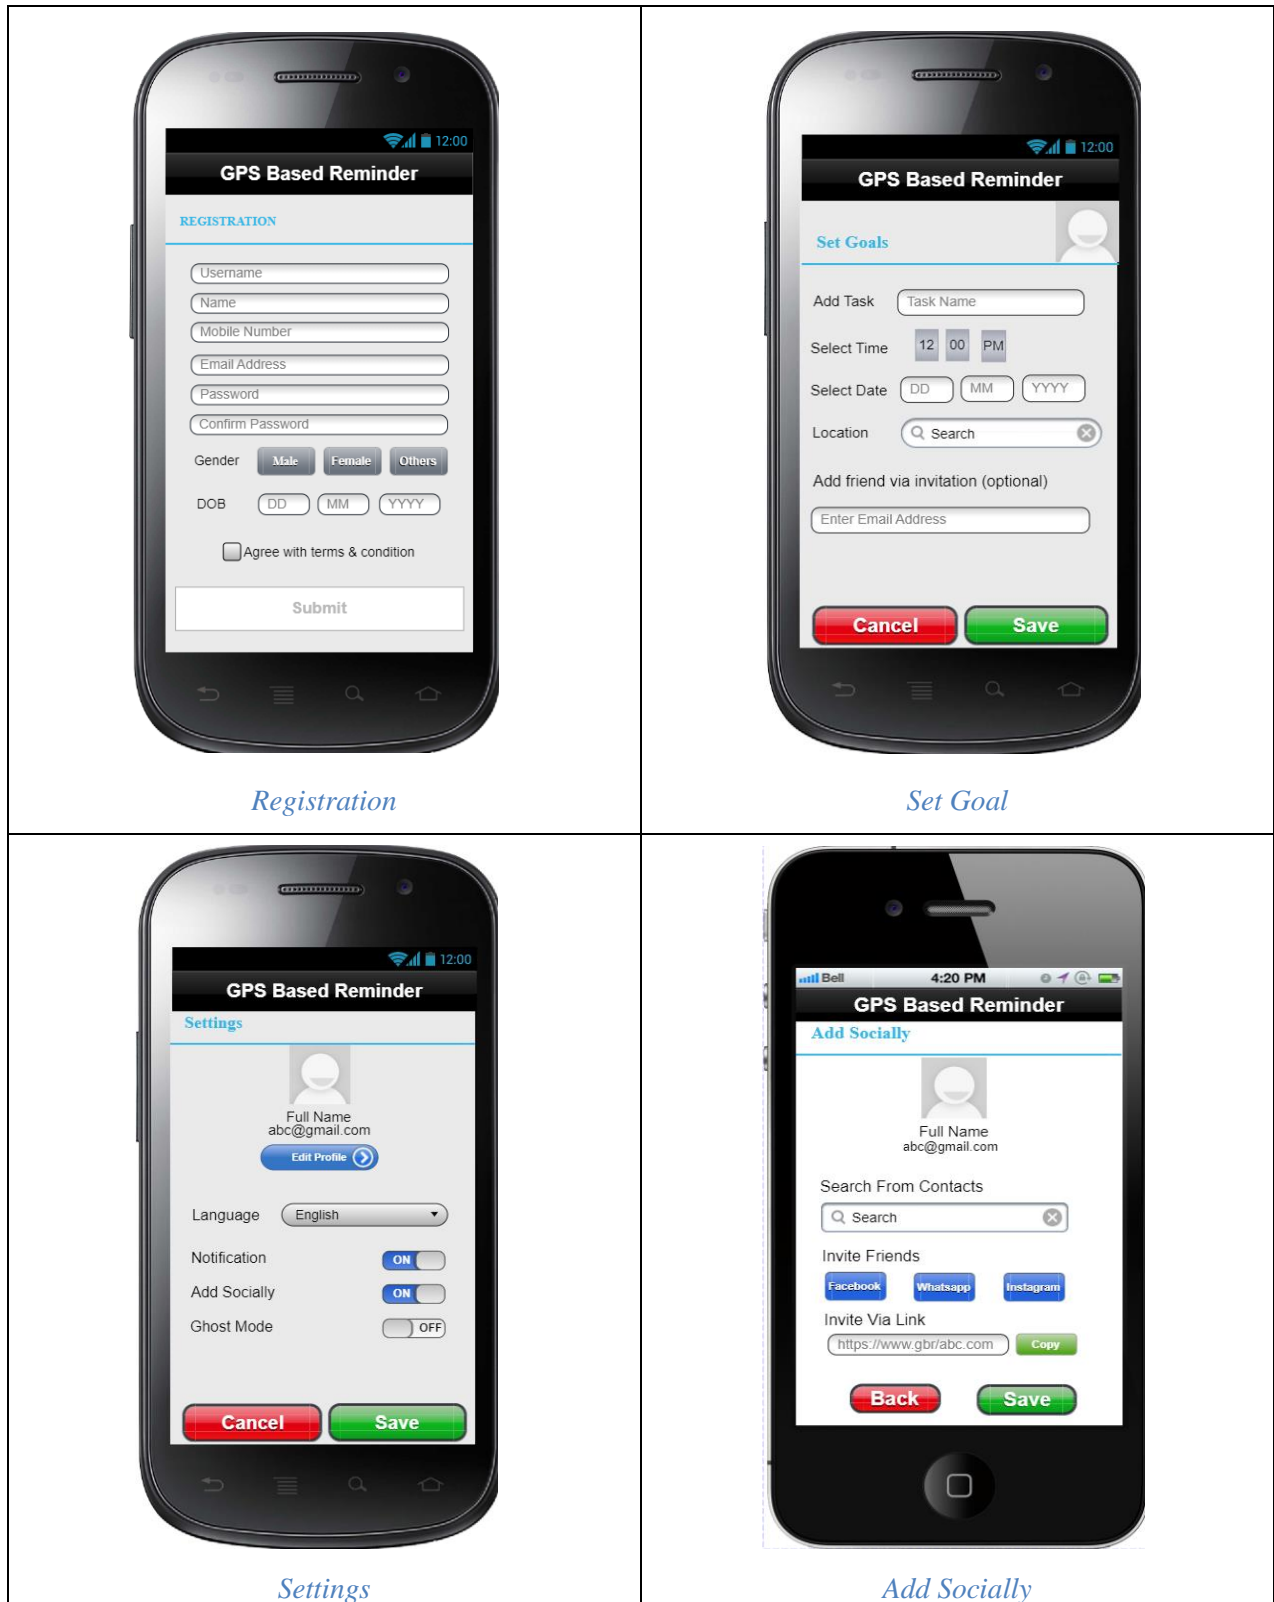 12:00
GPS Based Reminder
REGISTRATION
Username
Name
Mobile Number
Email Address
Password
Confirm Password
Gender Male Female Others
DOB DD MM YYYY
Agree with terms & condition
Submit
Registration
12:00
GPS Based Reminder
Set Goals
Add Task Task Name
Select Time 12 00 PM
Select Date DD MM YYYY
Location Search
Add friend via invitation (optional)
Enter Email Address
Cancel Save
Set Goal
12:00
GPS Based Reminder
Settings
Full Name
abc@gmail.com
Edit Profile
Language English
Notification ON
Add Socially ON
Ghost Mode OFF
Cancel Save
Settings
Bell 4:20 PM
GPS Based Reminder
Add Socially
Full Name
abc@gmail.com
Search From Contacts
Search
Invite Friends
Facebook Whatsapp Instagram
Invite Via Link
https://www.gbr/abc.com Copy
Back Save
Add Socially